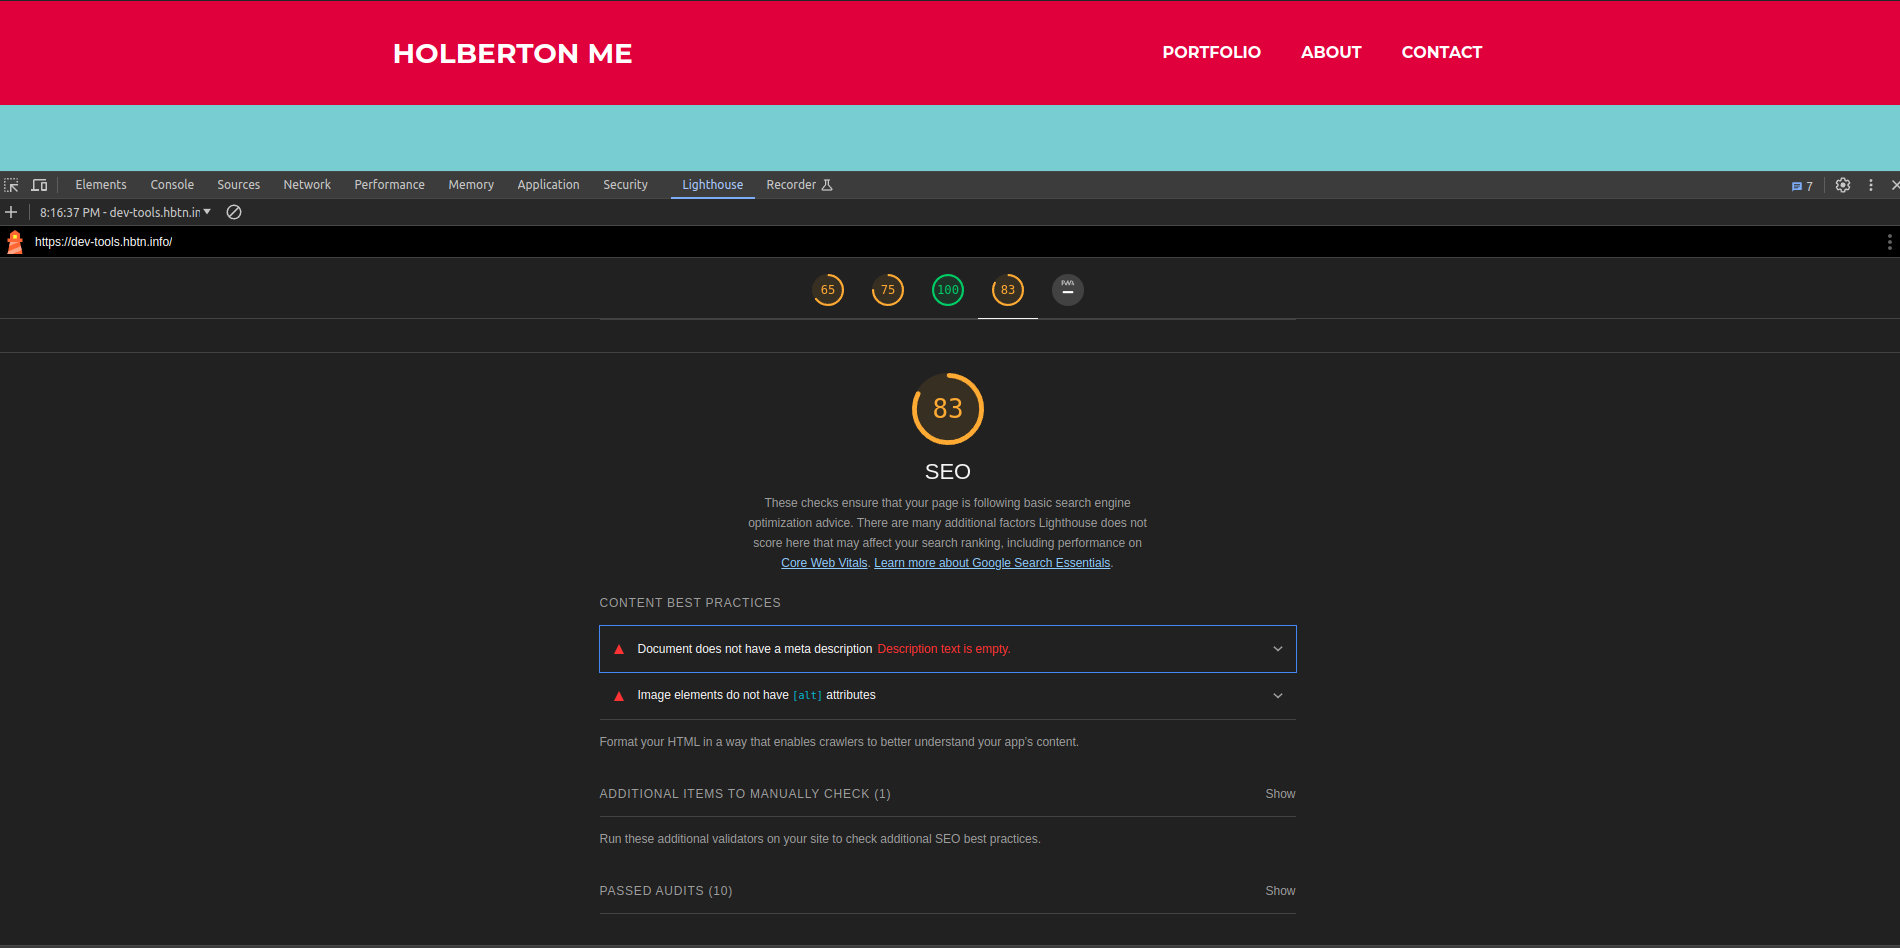 HOLBERTON ME PORTFOLIO ABOUT CONTACT
Elements Console Sources Network Performance Memory Application Security Lighthouse Recorder 7
8:16:37 PM - dev-tools.hbtn.in
https://dev-tools.hbtn.info/
65 75 100 83 PWA
83
SEO
These checks ensure that your page is following basic search engine
optimization advice. There are many additional factors Lighthouse does not
score here that may affect your search ranking, including performance on
Core Web Vitals. Learn more about Google Search Essentials.
CONTENT BEST PRACTICES
Document does not have a meta description Description text is empty.
Image elements do not have [alt] attributes
Format your HTML in a way that enables crawlers to better understand your app’s content.
ADDITIONAL ITEMS TO MANUALLY CHECK (1) Show
Run these additional validators on your site to check additional SEO best practices.
PASSED AUDITS (10) Show